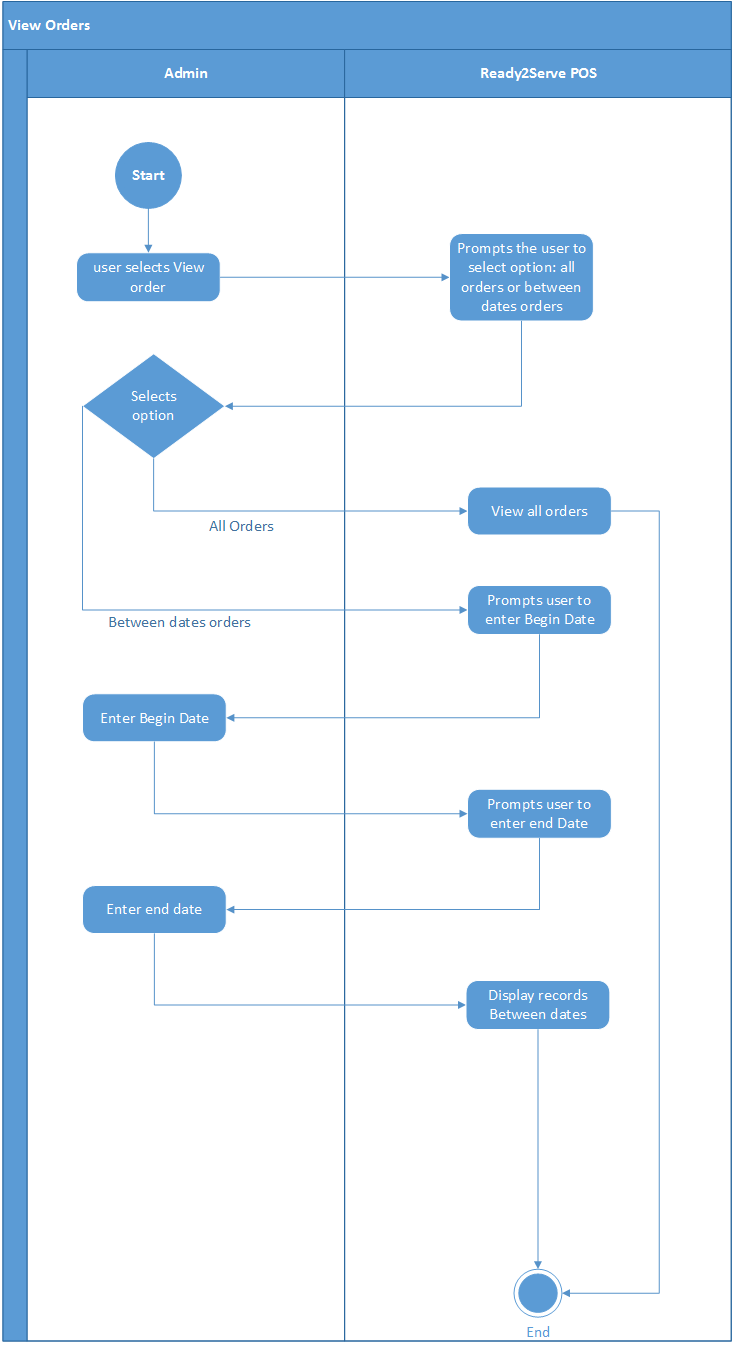 View Orders
Admin
Ready2Serve POS
Start
user selects View
order
Prompts the user to
select option: all
orders or between
dates orders
Selects
option
All Orders
View all orders
Between dates orders
Prompts user to
enter Begin Date
Enter Begin Date
Prompts user to
enter end Date
Enter end date
Display records
Between dates
End